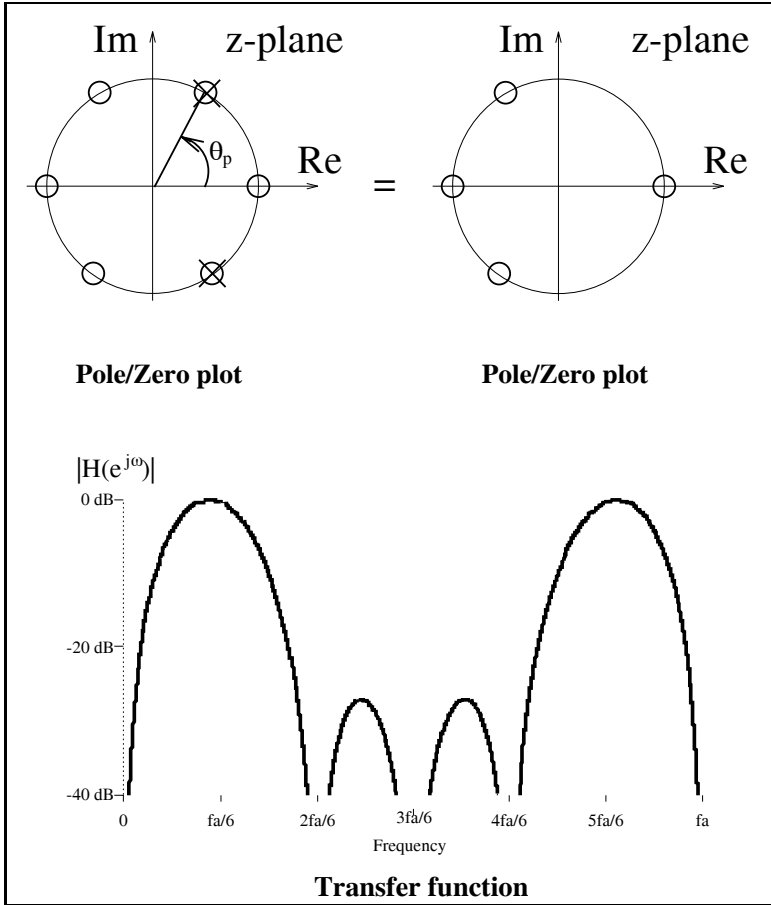 Im z-plane Im z-plane
θp
Re = Re
Pole/Zero plot Pole/Zero plot
|H(e^jω)|
0 dB
-20 dB
-40 dB
0 fa/6 2fa/6 3fa/6 4fa/6 5fa/6 fa
Frequency
Transfer function